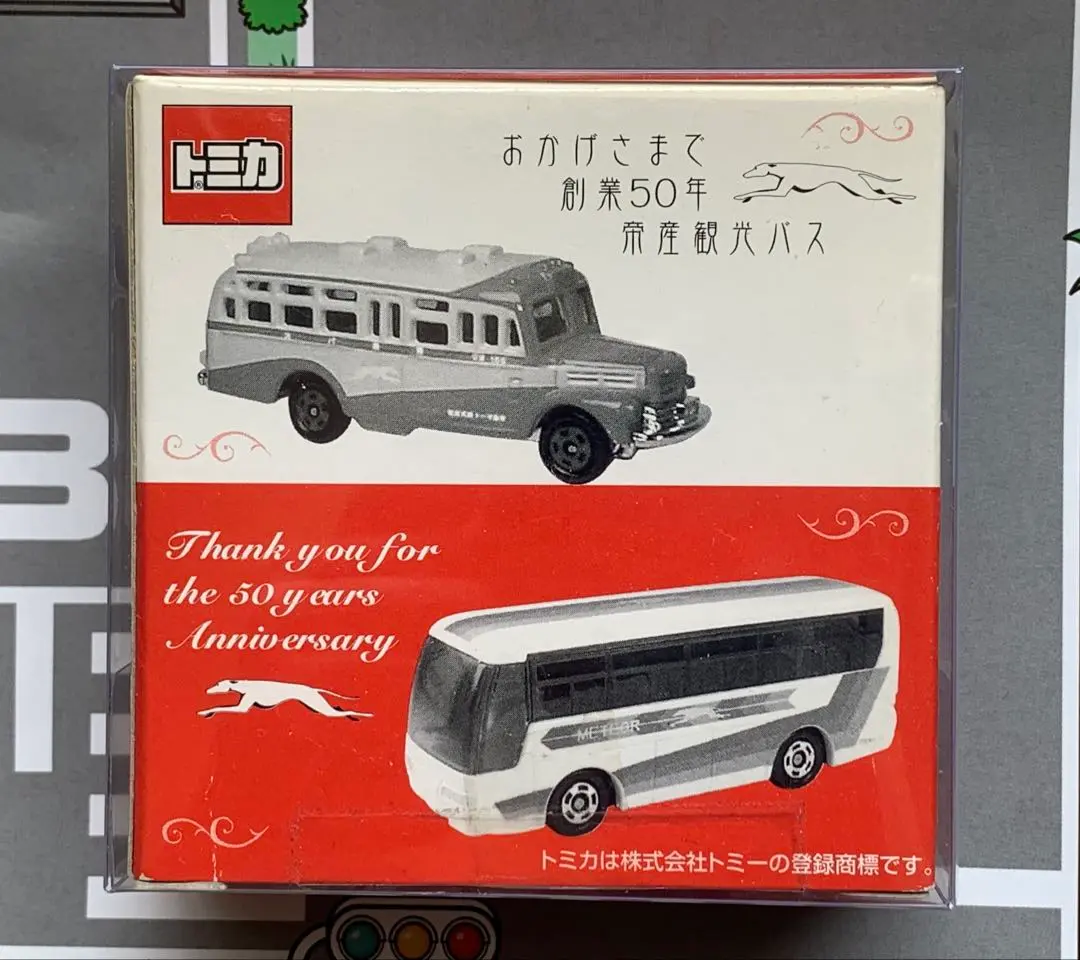 トミカ®
おかげさまで
創業50年
帝産観光バス
Thank you for
the 50 years
Anniversary
METEOR
トミカは株式会社トミーの登録商標です。
B
T